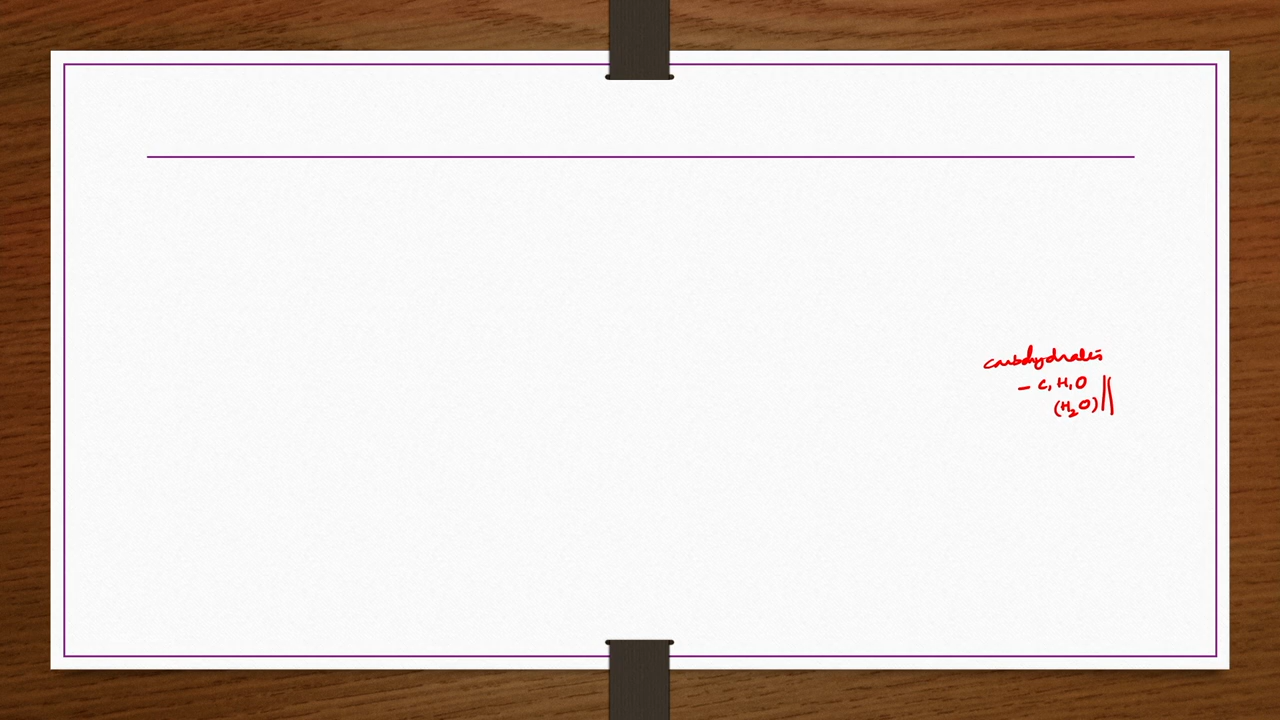 carbohydrates
- C, H, O
(H₂O)